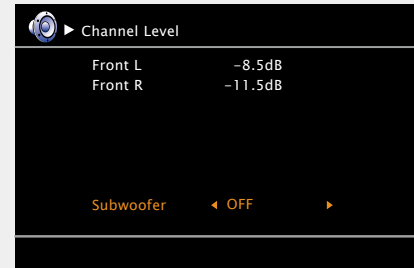 Channel Level
Front L −8.5dB
Front R −11.5dB
Subwoofer OFF